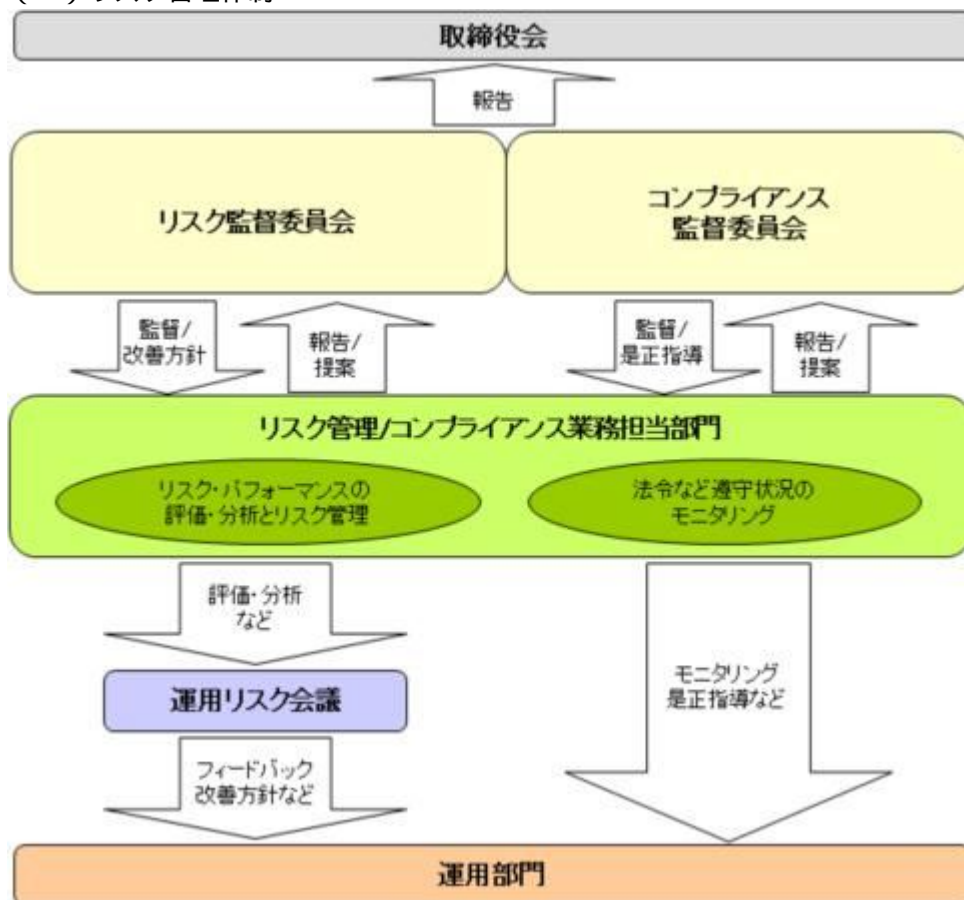 取締役会
報告
リスク監督委員会
コンプライアンス
監督委員会
監督/
改善方針
報告/
提案
監督/
是正指導
報告/
提案
リスク管理/コンプライアンス業務担当部門
リスク・パフォーマンスの
評価・分析とリスク管理
法令など遵守状況の
モニタリング
評価・分析
など
運用リスク会議
モニタリング
是正指導など
フィードバック
改善方針など
運用部門